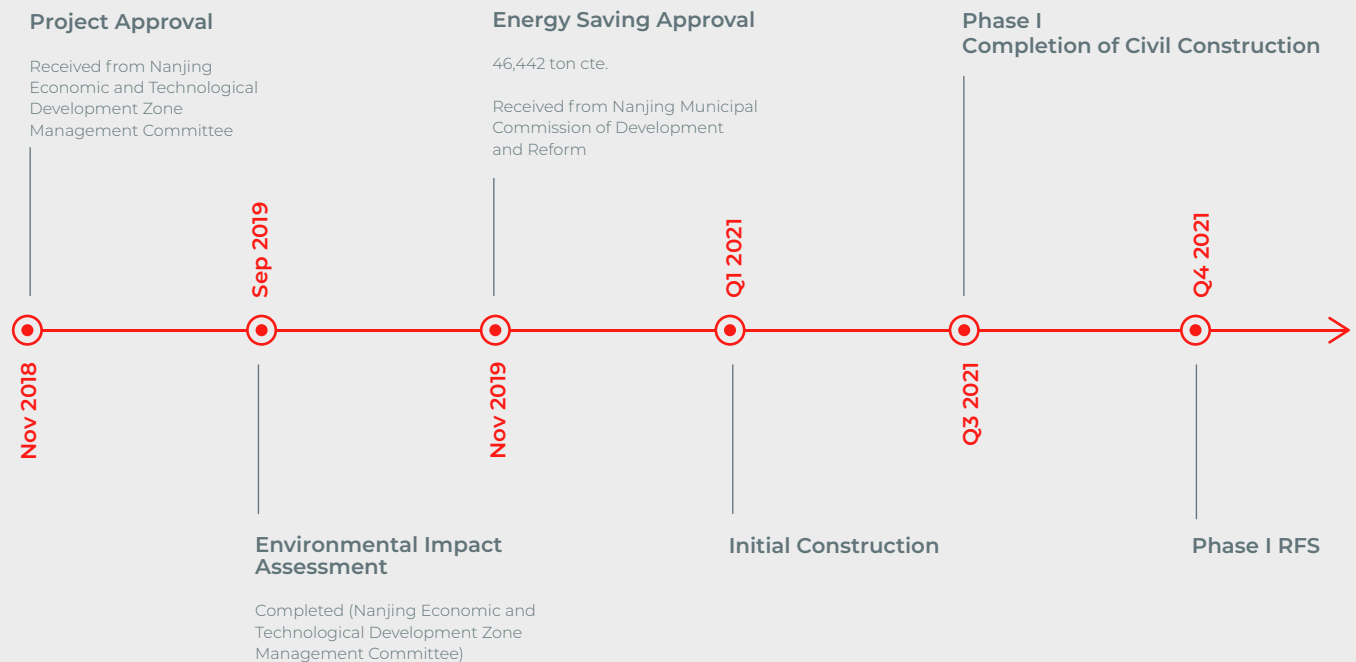 Project Approval
Received from Nanjing
Economic and Technological
Development Zone
Management Committee
Energy Saving Approval
46,442 ton cte.
Received from Nanjing Municipal
Commission of Development
and Reform
Phase I
Completion of Civil Construction
Nov 2018
Sep 2019
Nov 2019
Q1 2021
Q3 2021
Q4 2021
Environmental Impact
Assessment
Completed (Nanjing Economic and
Technological Development Zone
Management Committee)
Initial Construction
Phase I RFS